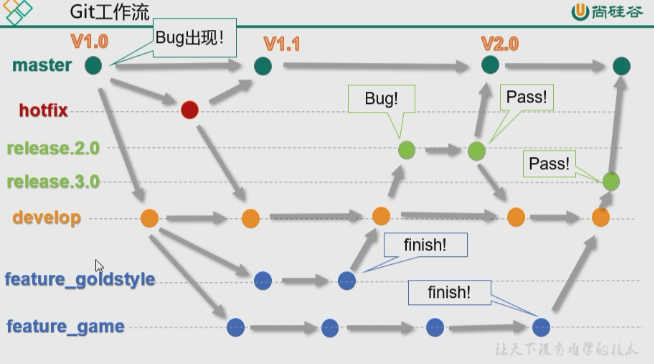 Git工作流
尚硅谷
V1.0
Bug出现！
V1.1
V2.0
master
hotfix
Bug!
Pass!
release.2.0
Pass!
release.3.0
develop
finish!
feature_goldstyle
finish!
feature_game
让天下没有难学的技术